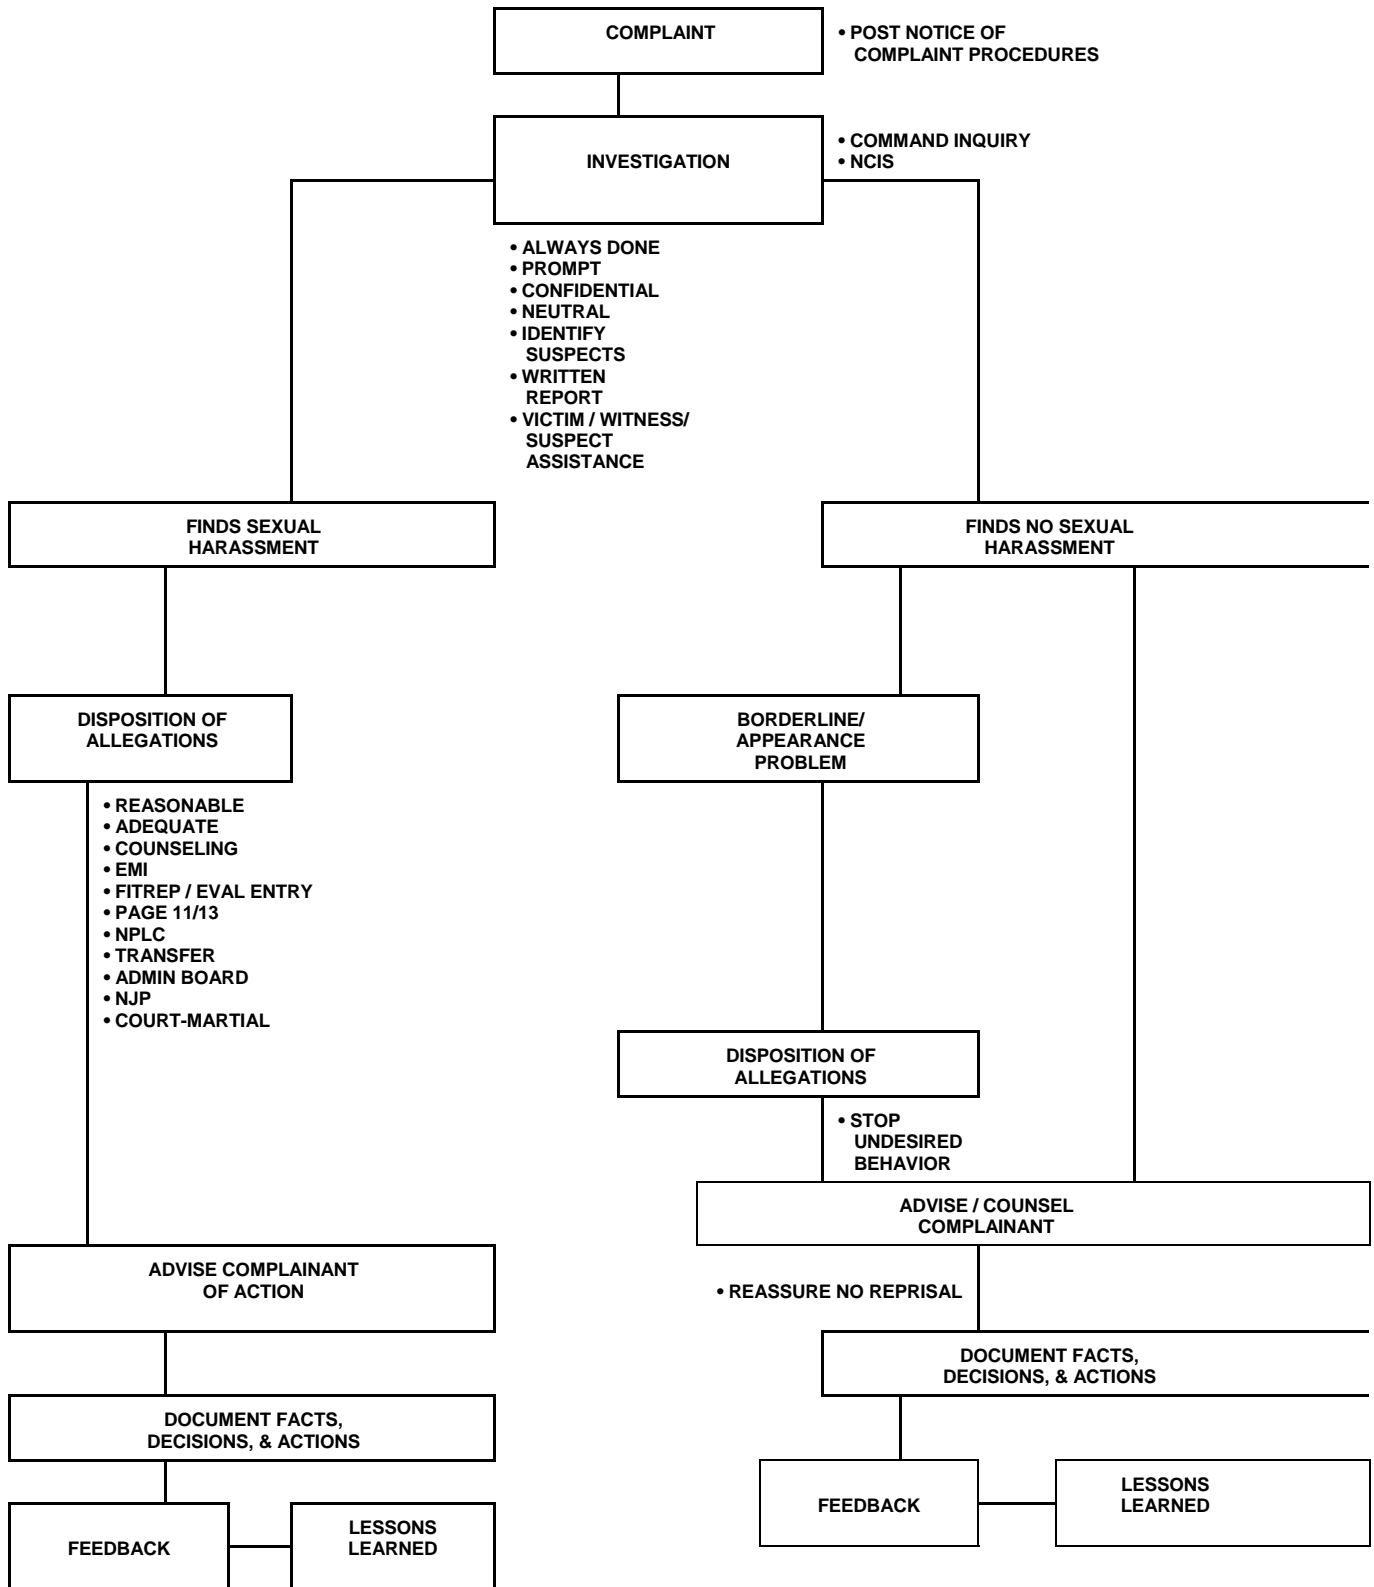 COMPLAINT
• POST NOTICE OF
COMPLAINT PROCEDURES
INVESTIGATION
• COMMAND INQUIRY
• NCIS
• ALWAYS DONE
• PROMPT
• CONFIDENTIAL
• NEUTRAL
• IDENTIFY
SUSPECTS
• WRITTEN
REPORT
• VICTIM / WITNESS/
SUSPECT
ASSISTANCE
FINDS SEXUAL
HARASSMENT
FINDS NO SEXUAL
HARASSMENT
DISPOSITION OF
ALLEGATIONS
BORDERLINE/
APPEARANCE
PROBLEM
• REASONABLE
• ADEQUATE
• COUNSELING
• EMI
• FITREP / EVAL ENTRY
• PAGE 11/13
• NPLC
• TRANSFER
• ADMIN BOARD
• NJP
• COURT-MARTIAL
DISPOSITION OF
ALLEGATIONS
• STOP
UNDESIRED
BEHAVIOR
ADVISE / COUNSEL
COMPLAINANT
ADVISE COMPLAINANT
OF ACTION
• REASSURE NO REPRISAL
DOCUMENT FACTS,
DECISIONS, & ACTIONS
DOCUMENT FACTS,
DECISIONS, & ACTIONS
FEEDBACK
LESSONS
LEARNED
FEEDBACK
LESSONS
LEARNED